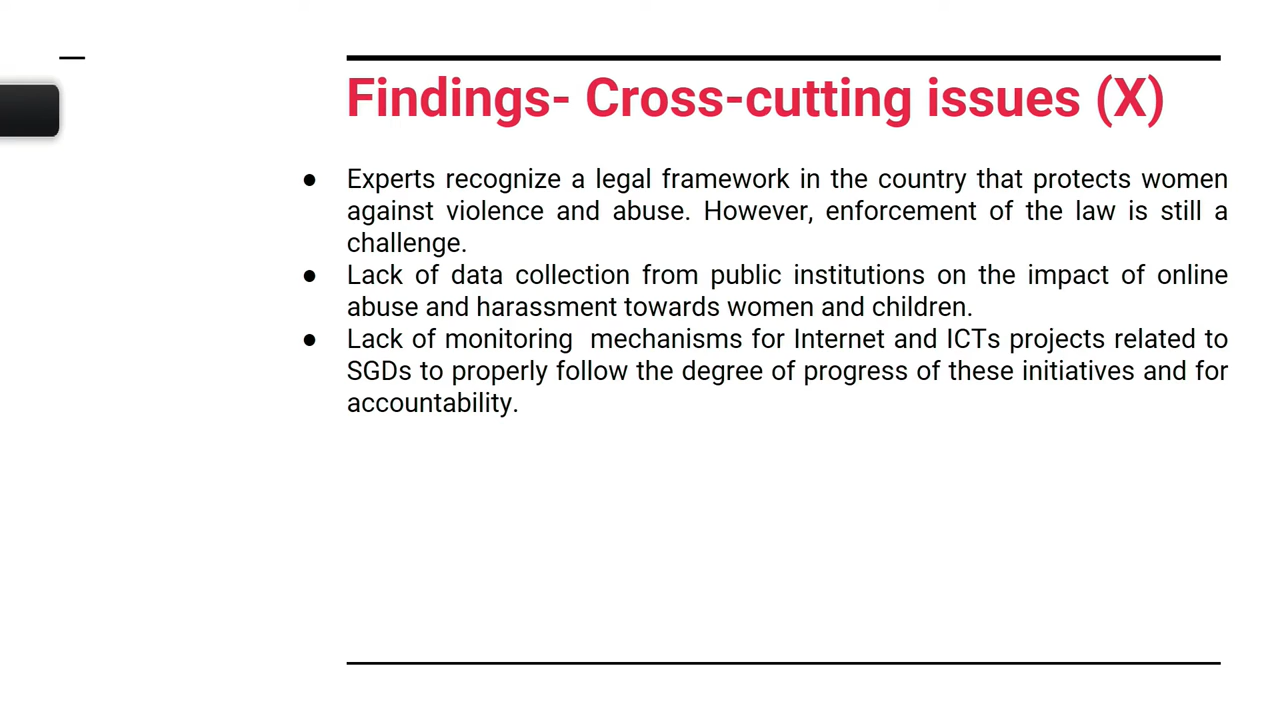 Findings- Cross-cutting issues (X)
● Experts recognize a legal framework in the country that protects women
against violence and abuse. However, enforcement of the law is still a
challenge.
● Lack of data collection from public institutions on the impact of online
abuse and harassment towards women and children.
● Lack of monitoring  mechanisms for Internet and ICTs projects related to
SGDs to properly follow the degree of progress of these initiatives and for
accountability.